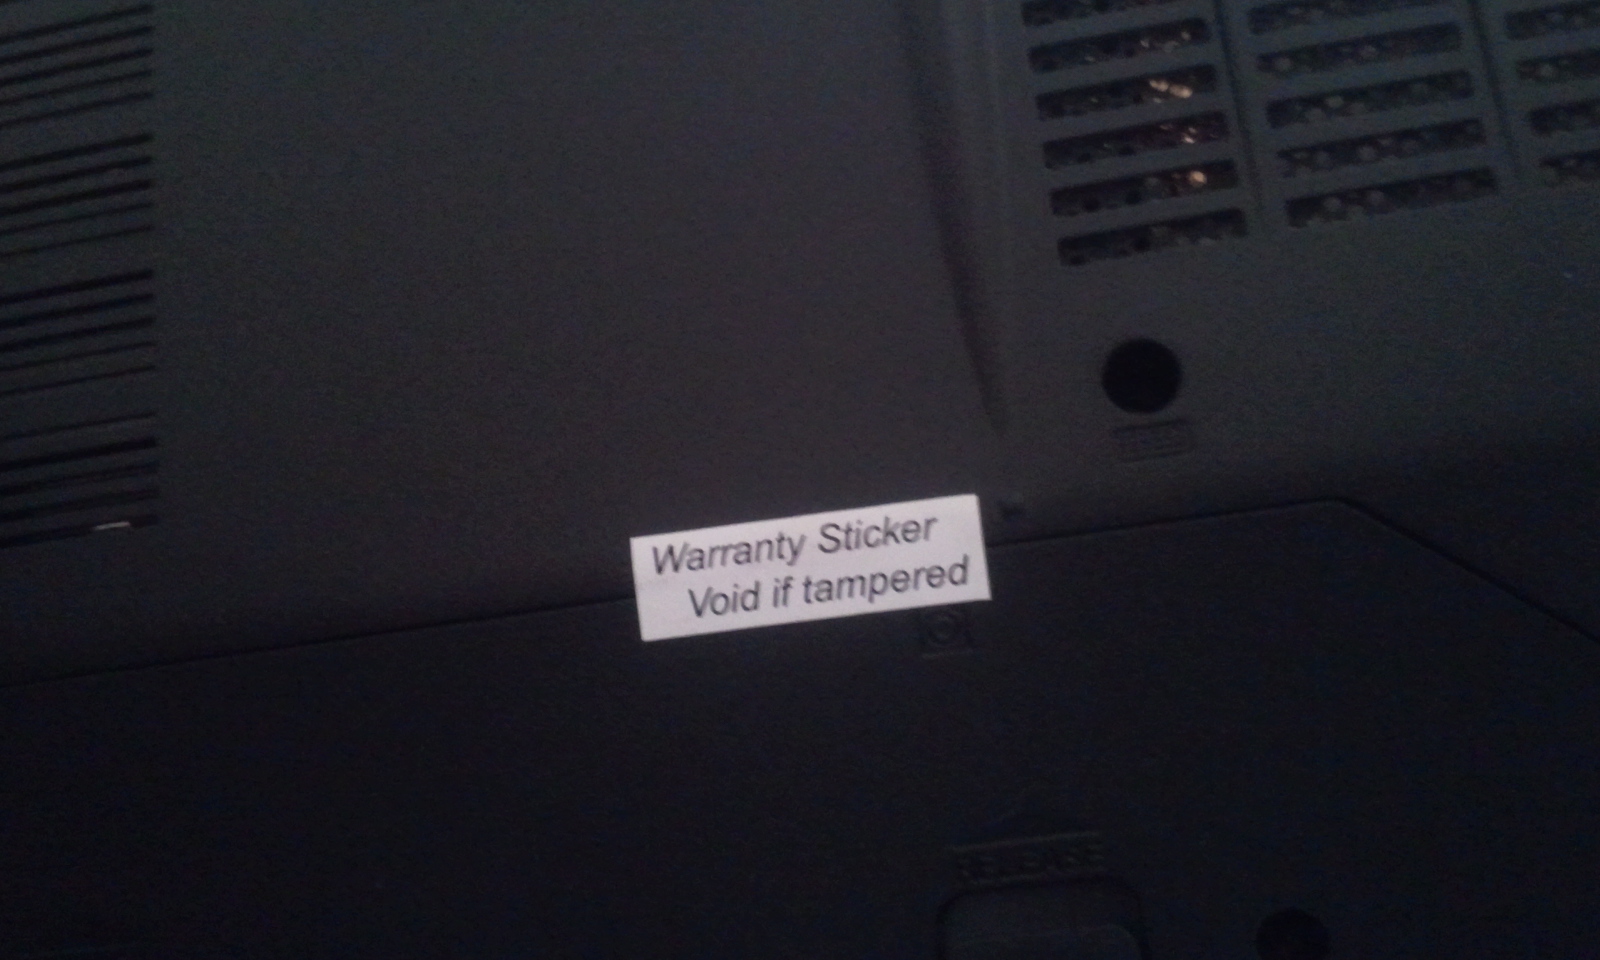 Warranty Sticker
Void if tampered
RELEASE